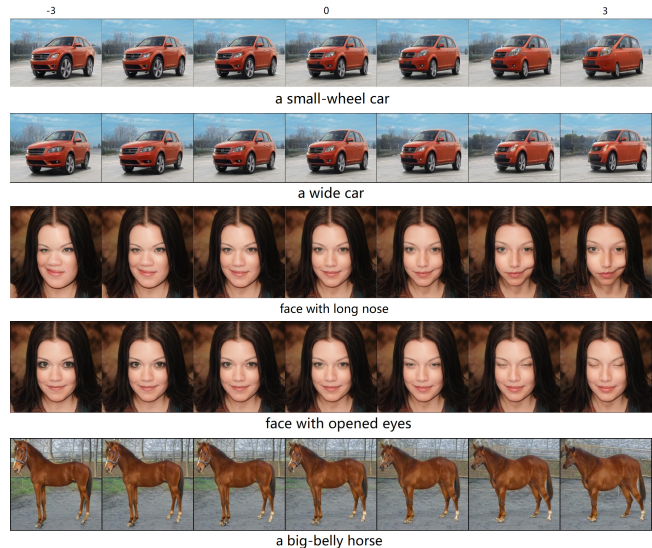 -3 0 3
a small-wheel car
a wide car
face with long nose
face with opened eyes
a big-belly horse